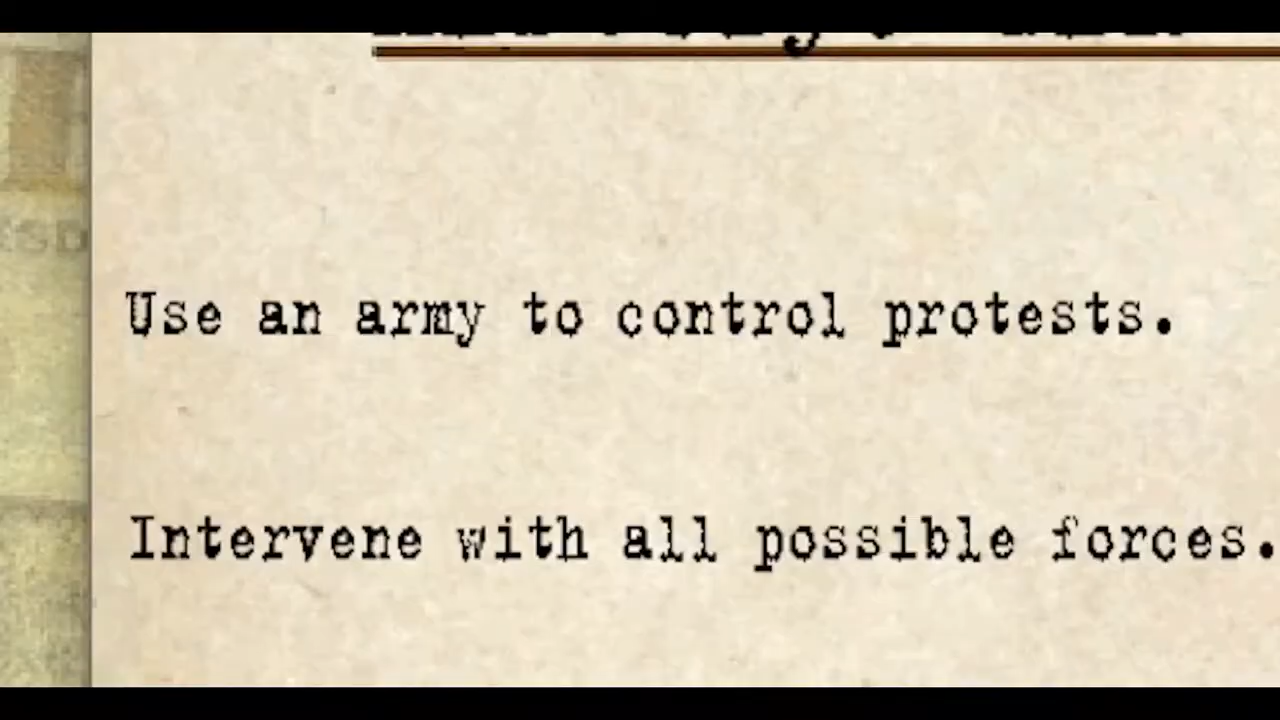 Use an army to control protests.
Intervene with all possible forces.